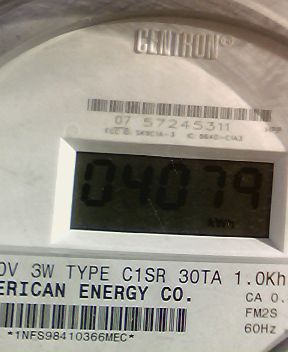 CENTRON®
07 57245311
04079
kWh
0V 3W TYPE C1SR 30TA 1.0Kh
ERICAN ENERGY CO.
CA 0.
FM2S
60Hz
*1NFS98410366MEC*